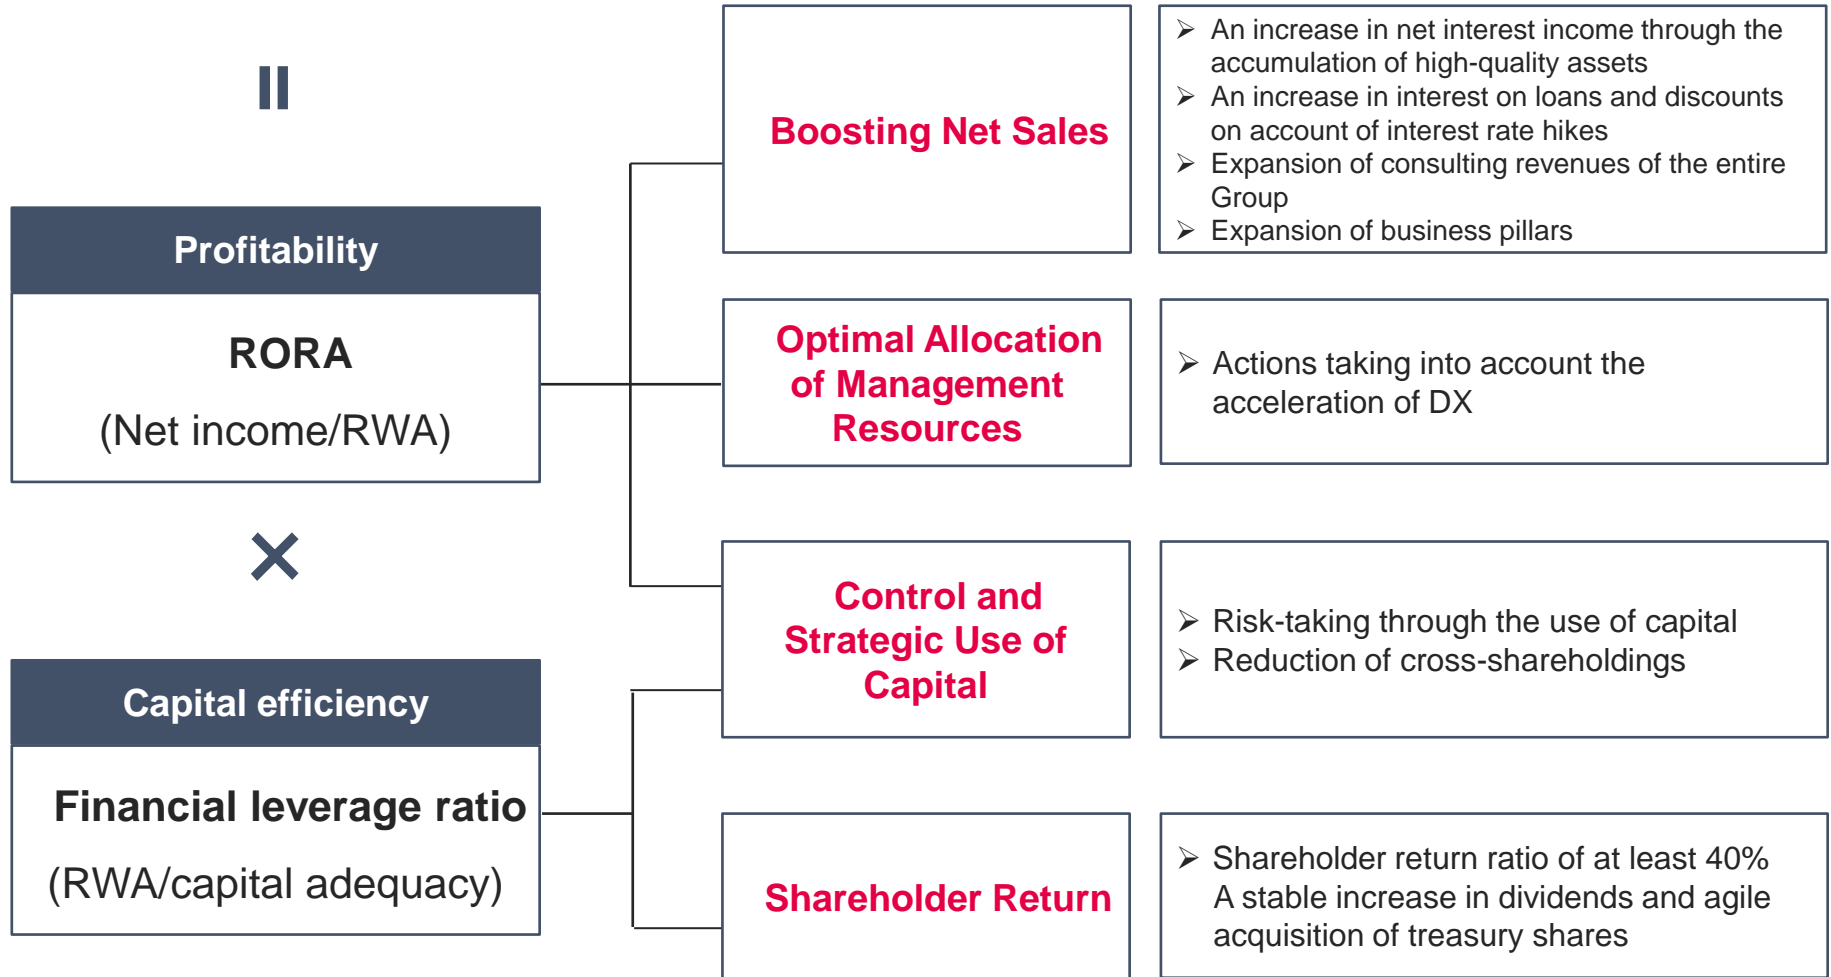 Profitability
RORA
(Net income/RWA)
×
Capital efficiency
Financial leverage ratio
(RWA/capital adequacy)
Boosting Net Sales
➢ An increase in net interest income through the
accumulation of high-quality assets
➢ An increase in interest on loans and discounts
on account of interest rate hikes
➢ Expansion of consulting revenues of the entire
Group
➢ Expansion of business pillars
Optimal Allocation
of Management
Resources
➢ Actions taking into account the
acceleration of DX
Control and
Strategic Use of
Capital
➢ Risk-taking through the use of capital
➢ Reduction of cross-shareholdings
Shareholder Return
➢ Shareholder return ratio of at least 40%
A stable increase in dividends and agile
acquisition of treasury shares